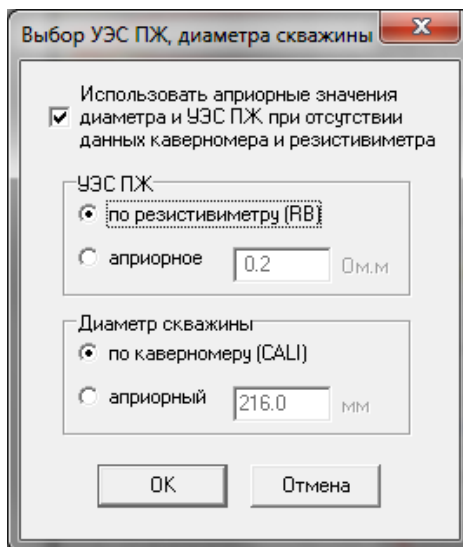 Выбор УЭС ПЖ, диаметра скважины
Использовать априорные значения
диаметра и УЭС ПЖ при отсутствии
данных каверномера и резистивиметра
УЭС ПЖ
по резистивиметру (RB)
априорное 0.2 Ом.м
Диаметр скважины
по каверномеру (CALI)
априорный 216.0 мм
OK Отмена